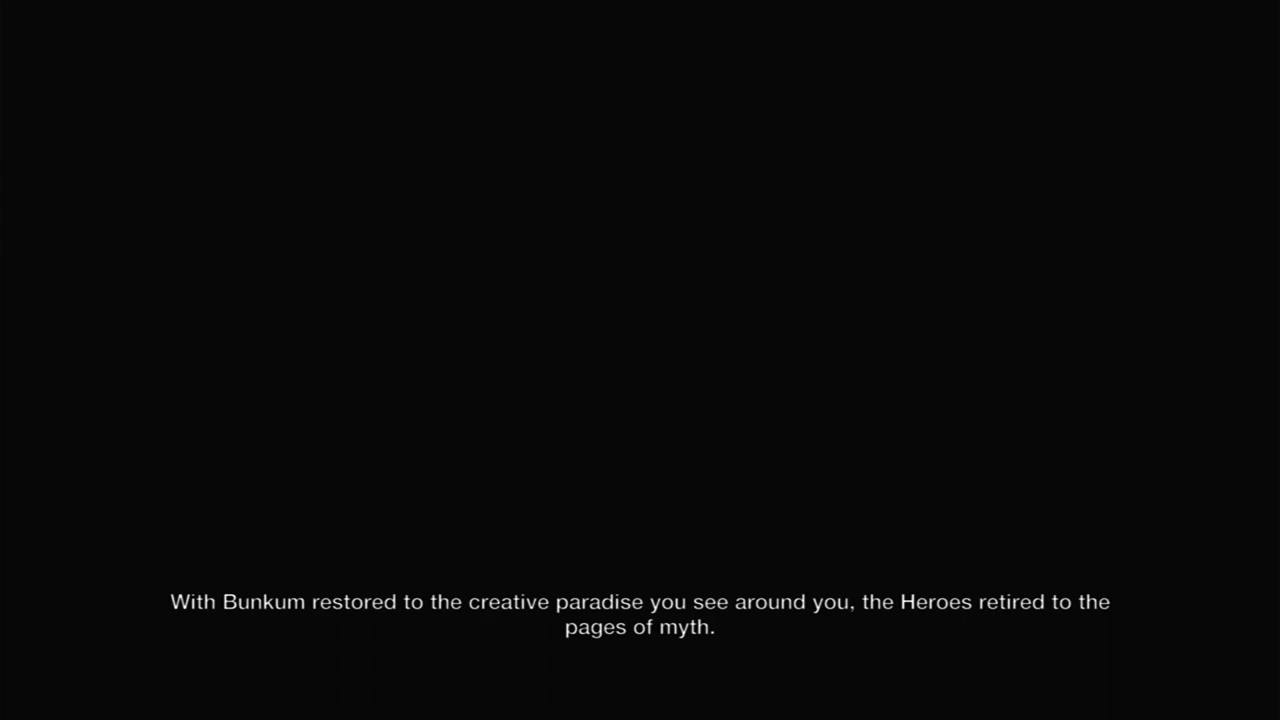 With Bunkum restored to the creative paradise you see around you, the Heroes retired to the
pages of myth.